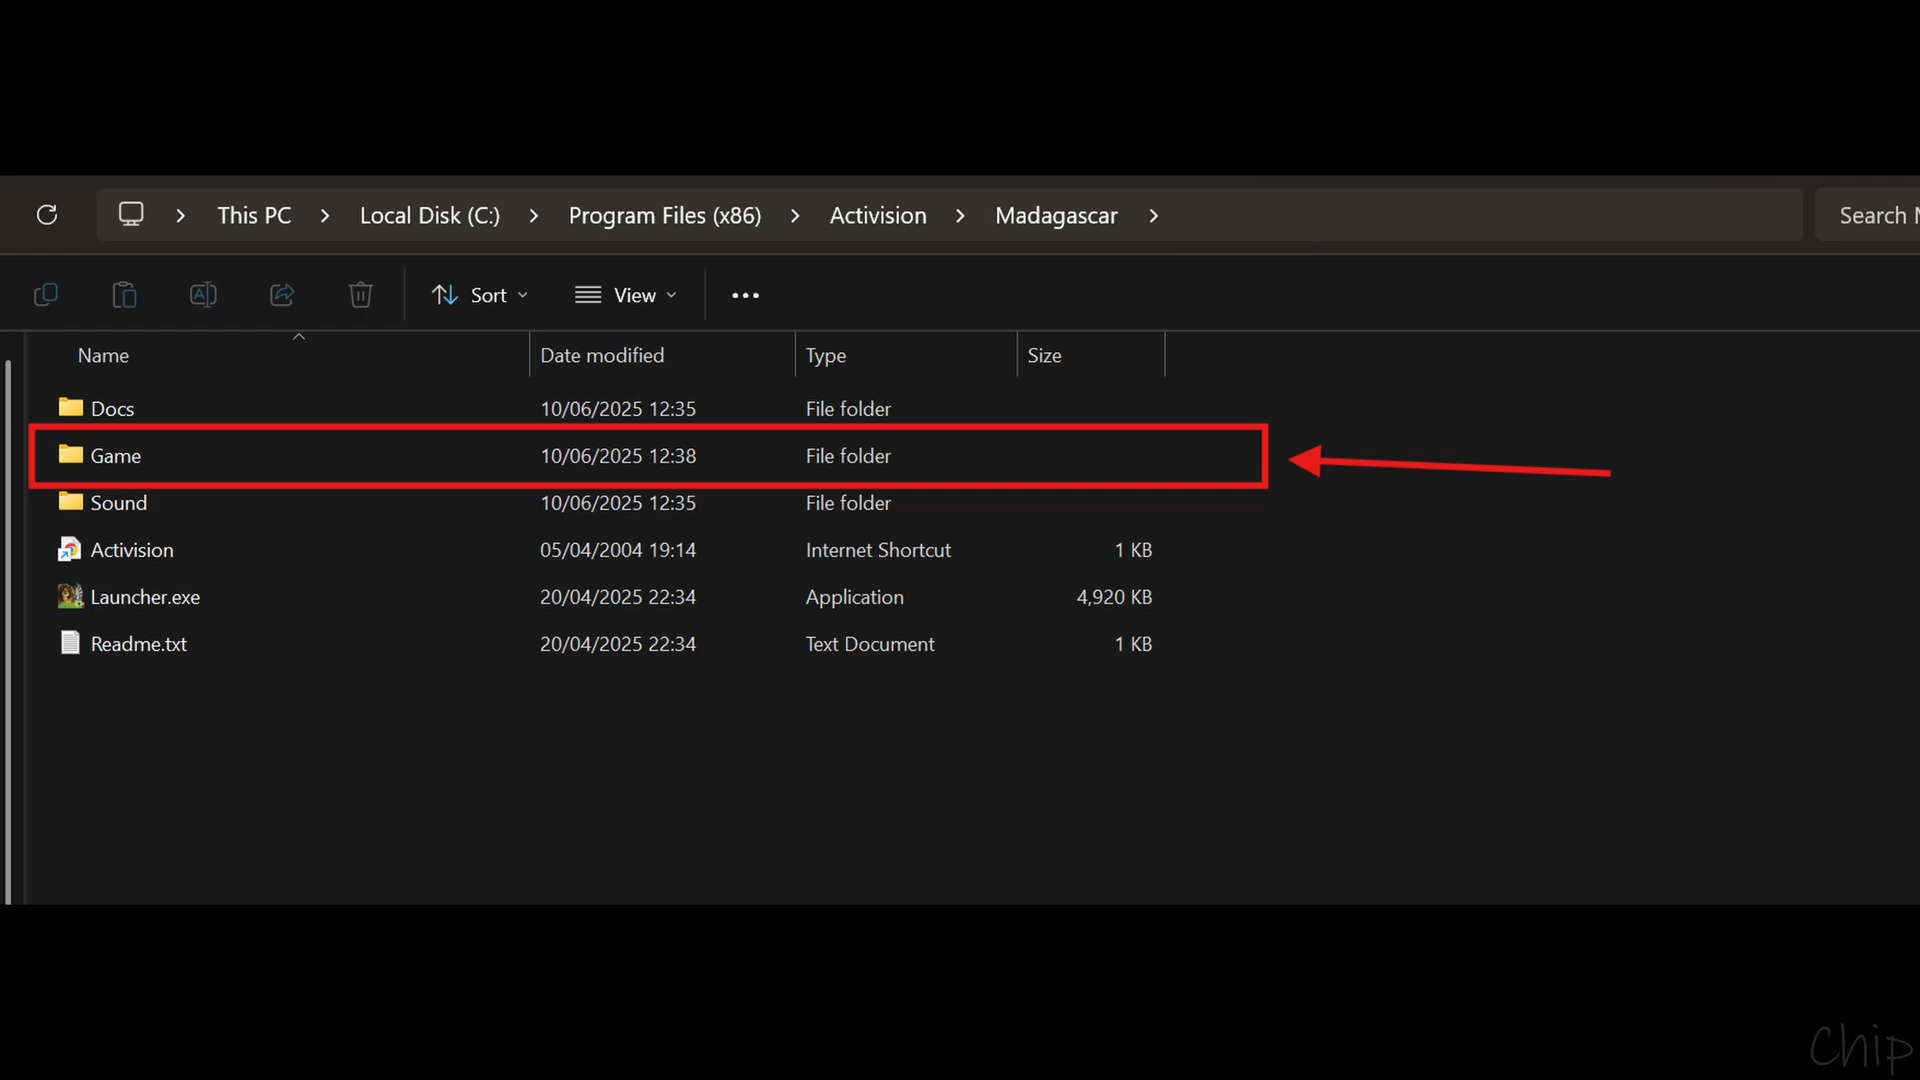 This PC > Local Disk (C:) > Program Files (x86) > Activision > Madagascar > Search
Sort View
Name Date modified Type Size
Docs 10/06/2025 12:35 File folder
Game 10/06/2025 12:38 File folder
Sound 10/06/2025 12:35 File folder
Activision 05/04/2004 19:14 Internet Shortcut 1 KB
Launcher.exe 20/04/2025 22:34 Application 4,920 KB
Readme.txt 20/04/2025 22:34 Text Document 1 KB
Chip